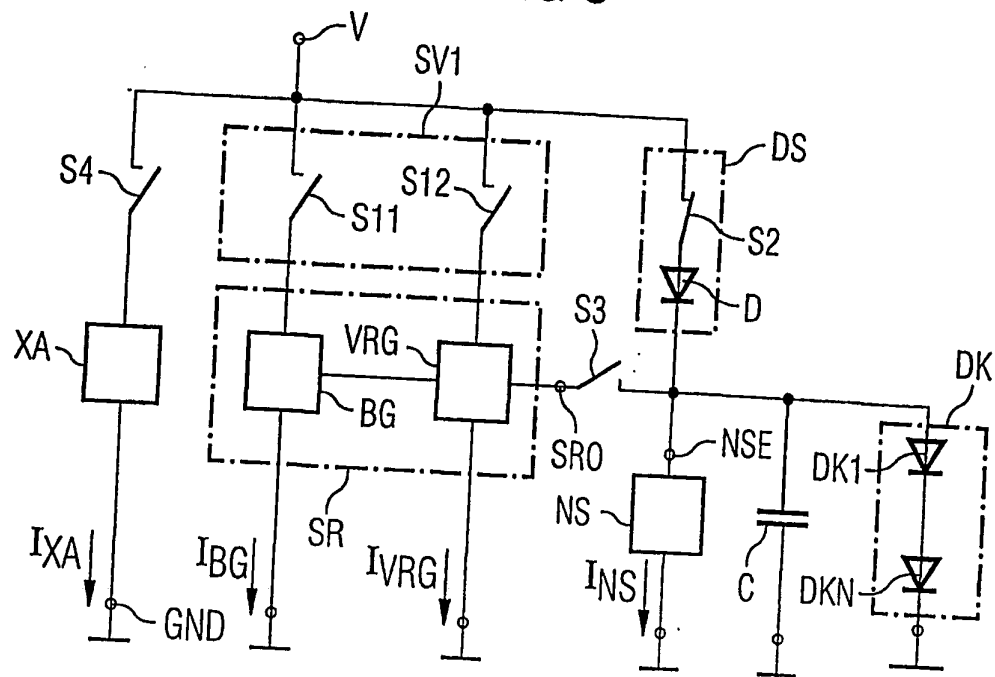 V
SV1
DS
S4
S11
S12
S2
D
XA
VRG
BG
S3
SRO
DK
DK1
NSE
NS
SR
C
DKN
IXA
IBG
IVRG
INS
GND